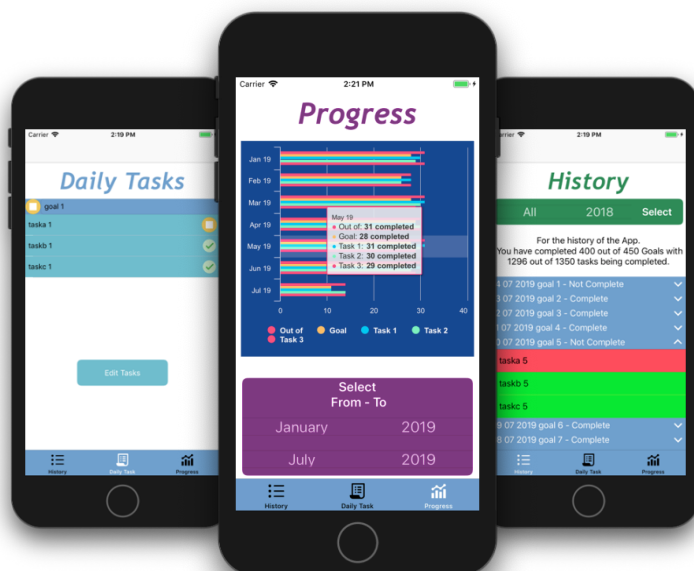 Carrier
2:19 PM
Daily Tasks
goal 1
taska 1
taskb 1
taskc 1
Edit Tasks
History
Daily Task
Progress
Carrier
2:21 PM
Progress
Jan 19
Feb 19
Mar 19
Apr 19
May 19
Jun 19
Jul 19
May 19
Out of: 31 completed
Goal: 28 completed
Task 1: 31 completed
Task 2: 30 completed
Task 3: 29 completed
0 10 20 30 40
Out of Goal Task 1 Task 2
Task 3
Select
From - To
January 2019
July 2019
History
Daily Task
Progress
2:19 PM
History
All 2018 Select
For the history of the App.
You have completed 400 out of 450 Goals with
1296 out of 1350 tasks being completed.
07 2019 goal 1 - Not Complete
07 2019 goal 2 - Complete
07 2019 goal 3 - Complete
07 2019 goal 4 - Complete
07 2019 goal 5 - Not Complete
taska 5
taskb 5
taskc 5
07 2019 goal 6 - Complete
07 2019 goal 7 - Complete
History
Daily Task
Progress